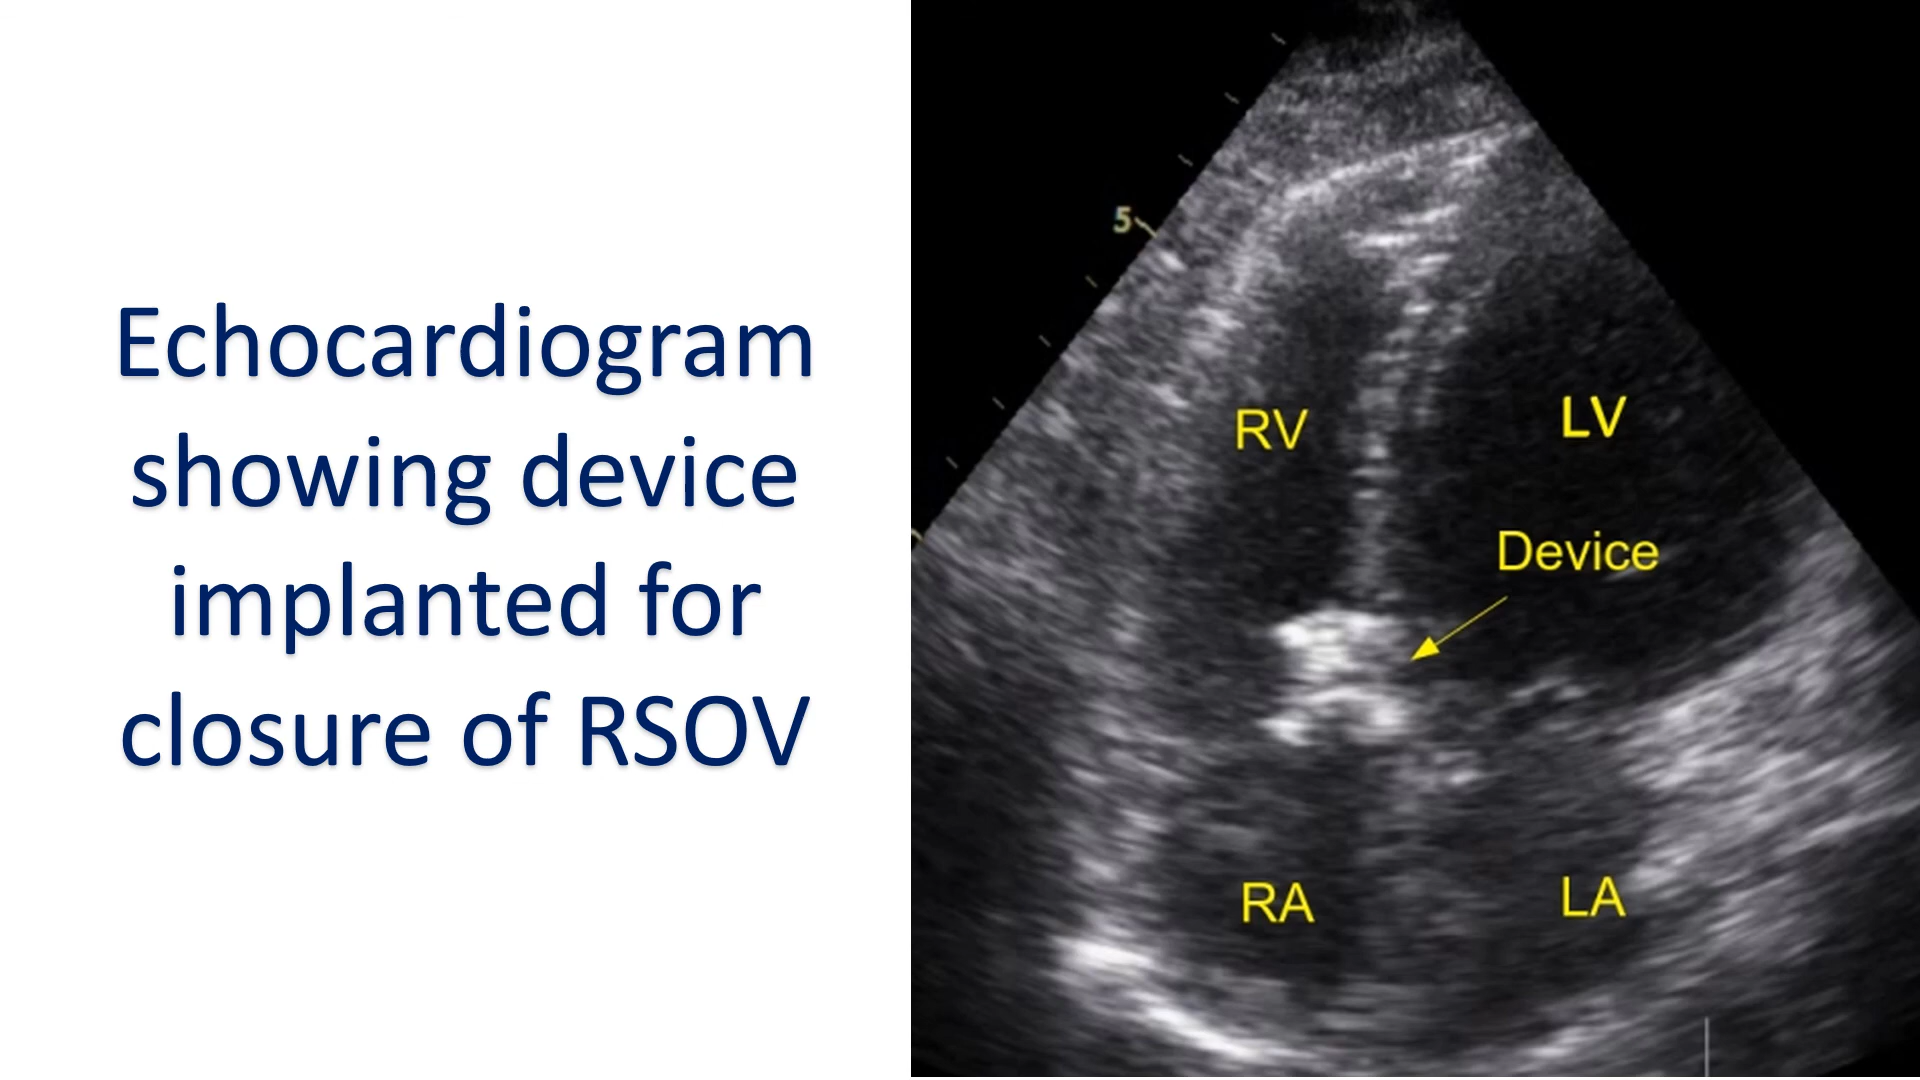 Echocardiogram
showing device
implanted for
closure of RSOV
5
RV
LV
Device
RA
LA